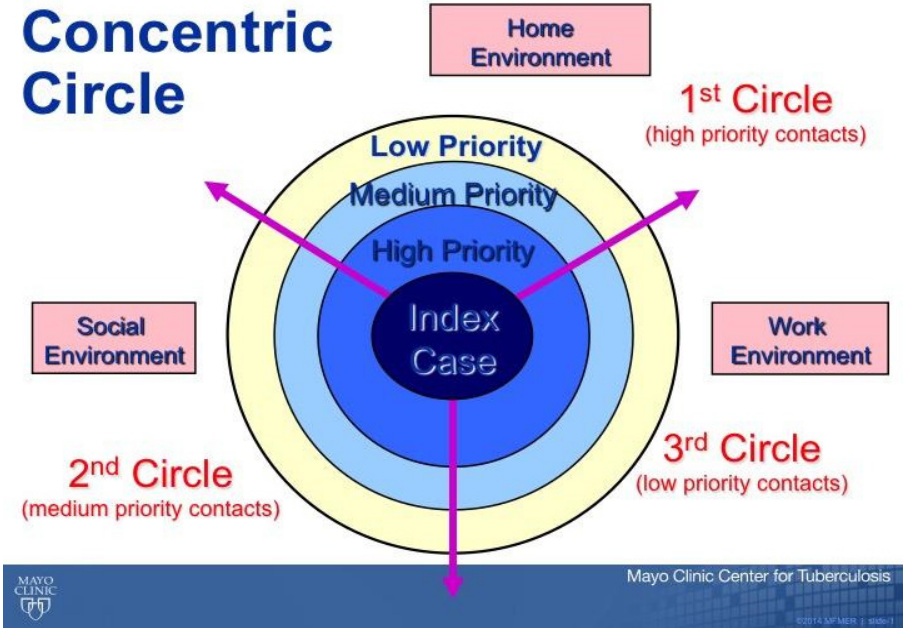 Concentric
Circle
Home
Environment
1st Circle
(high priority contacts)
Low Priority
Medium Priority
High Priority
Index
Case
Social
Environment
Work
Environment
2nd Circle
(medium priority contacts)
3rd Circle
(low priority contacts)
MAYO
CLINIC
Mayo Clinic Center for Tuberculosis
©2014 MFMER | slide-1